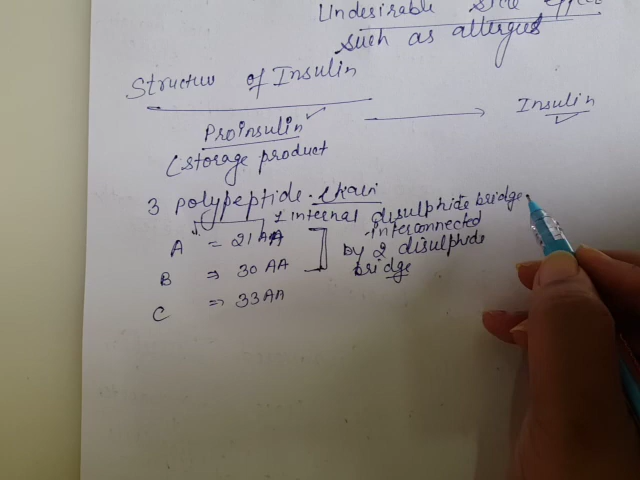 Undesirable side effec
such as allergies
Structure of Insulin
Proinsulin ✓ → Insulin ✓
(storage product
3 polypeptide chain
1 internal disulphide bridge.
A = 21 AA
interconnected
by 2 disulphide
B ⇒ 30 AA
bridge
C ⇒ 33 AA